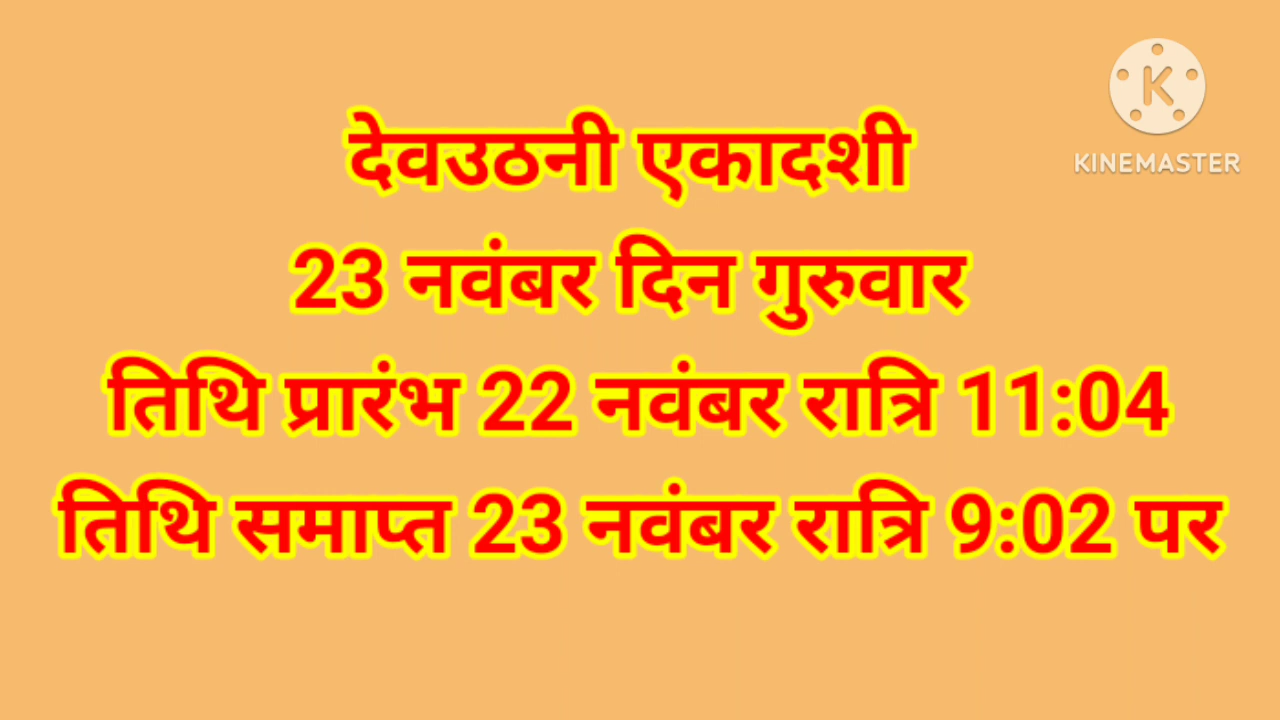 K
KINEMASTER
देवउठनी एकादशी
23 नवंबर दिन गुरुवार
तिथि प्रारंभ 22 नवंबर रात्रि 11:04
तिथि समाप्त 23 नवंबर रात्रि 9:02 पर